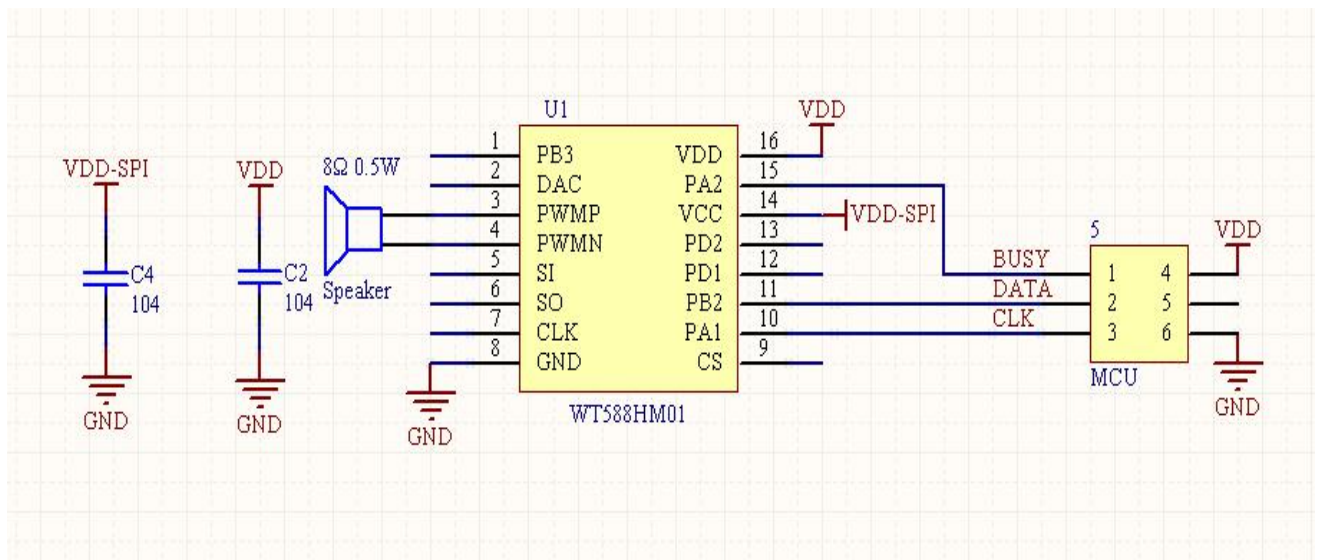 VDD-SPI
C4
104
GND
VDD
C2
104
GND
8Ω 0.5W
Speaker
U1
1 PB3 VDD 16
2 DAC PA2 15
3 PWMP VCC 14
4 PWMN PD2 13
5 SI PD1 12
6 SO PB2 11
7 CLK PA1 10
8 GND CS 9
WT588HM01
GND
VDD
VDD-SPI
BUSY
DATA
CLK
5
1 4
2 5
3 6
MCU
VDD
GND